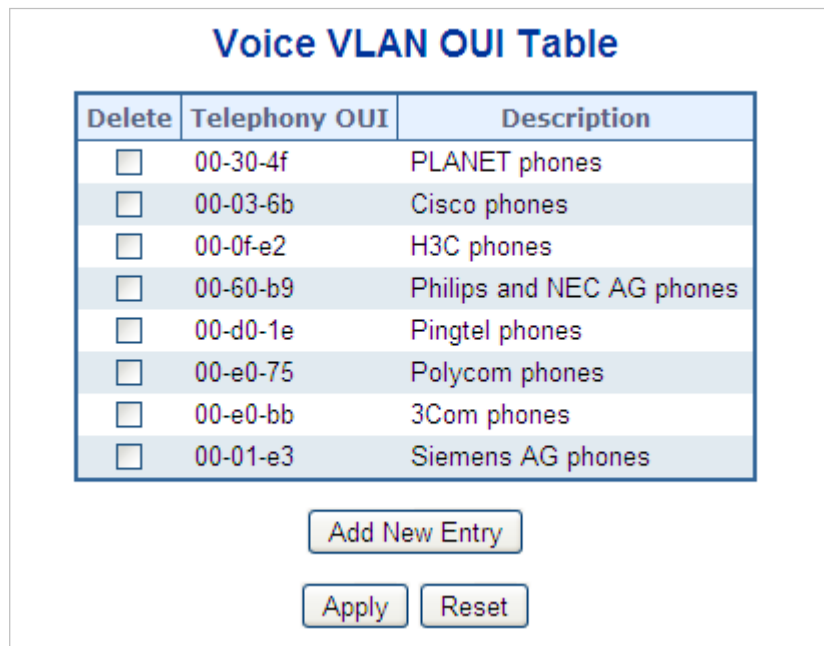 Voice VLAN OUI Table
Delete Telephony OUI Description
00-30-4f PLANET phones
00-03-6b Cisco phones
00-0f-e2 H3C phones
00-60-b9 Philips and NEC AG phones
00-d0-1e Pingtel phones
00-e0-75 Polycom phones
00-e0-bb 3Com phones
00-01-e3 Siemens AG phones
Add New Entry
Apply Reset